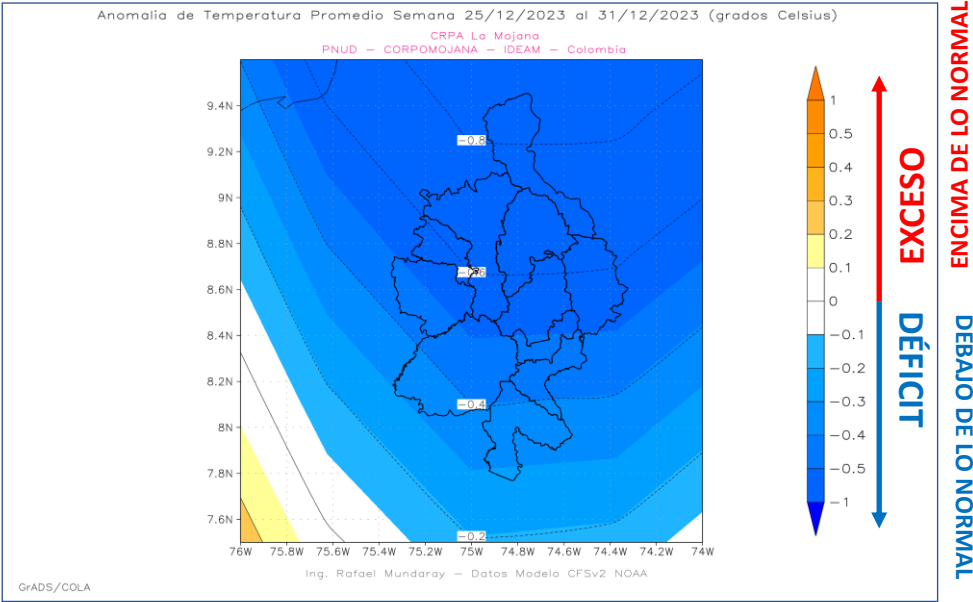 Anomalia de Temperatura Promedio Semana 25/12/2023 al 31/12/2023 (grados Celsius)
CRPA La Mojana
PNUD – CORPOMOJANA – IDEAM – Colombia
9.4N
9.2N
9N
8.8N
8.6N
8.4N
8.2N
8N
7.8N
7.6N
−0.8
−0.6
−0.4
−0.2
76W 75.8W 75.6W 75.4W 75.2W 75W 74.8W 74.6W 74.4W 74.2W 74W
1
0.5
0.4
0.3
0.2
0.1
0
−0.1
−0.2
−0.3
−0.4
−0.5
−1
EXCESO
DÉFICIT
ENCIMA DE LO NORMAL
DEBAJO DE LO NORMAL
Ing. Rafael Mundaray – Datos Modelo CFSv2 NOAA
GrADS/COLA